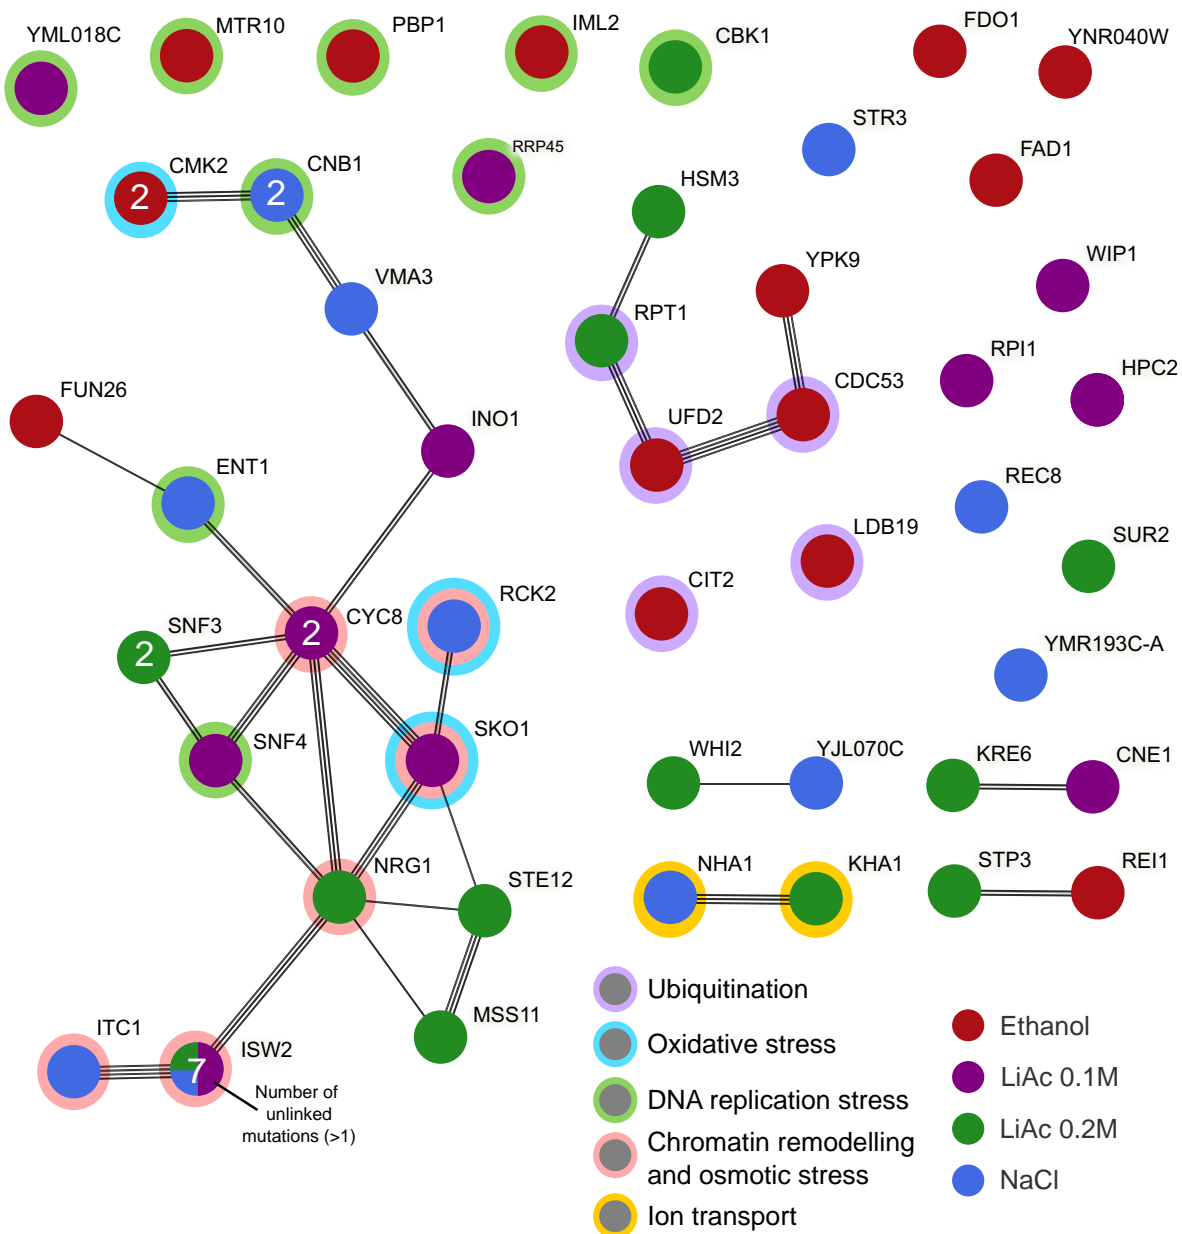 YML018C
MTR10
PBP1
IML2
CBK1
FDO1
YNR040W
STR3
FAD1
RRP45
CMK2
CNB1
2
2
HSM3
VMA3
YPK9
WIP1
RPT1
RPI1
HPC2
FUN26
CDC53
INO1
UFD2
ENT1
REC8
LDB19
SUR2
CIT2
RCK2
CYC8
2
SNF3
2
YMR193C-A
SNF4
SKO1
WHI2
YJL070C
KRE6
CNE1
NRG1
STE12
NHA1
KHA1
STP3
REI1
MSS11
ITC1
ISW2
7
Number of
unlinked
mutations (>1)
Ubiquitination
Oxidative stress
DNA replication stress
Chromatin remodelling
and osmotic stress
Ion transport
Ethanol
LiAc 0.1M
LiAc 0.2M
NaCl